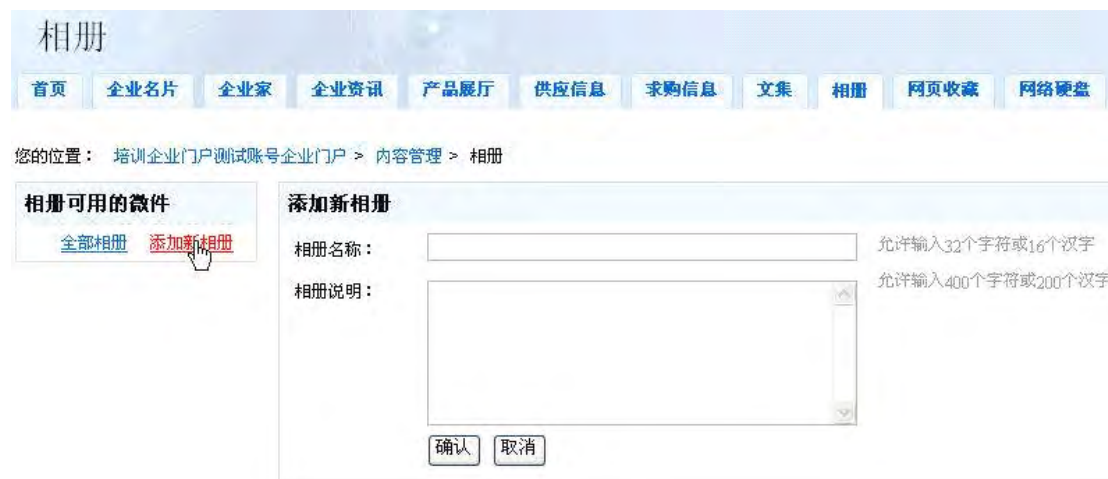 相册
首页 企业名片 企业家 企业资讯 产品展厅 供应信息 求购信息 文集 相册 网页收藏 网络硬盘
您的位置： 培训企业门户测试账号企业门户 > 内容管理 > 相册
相册可用的微件
全部相册 添加新相册
添加新相册
相册名称： 允许输入32个字符或16个汉字
相册说明： 允许输入400个字符或200个汉字
确认 取消